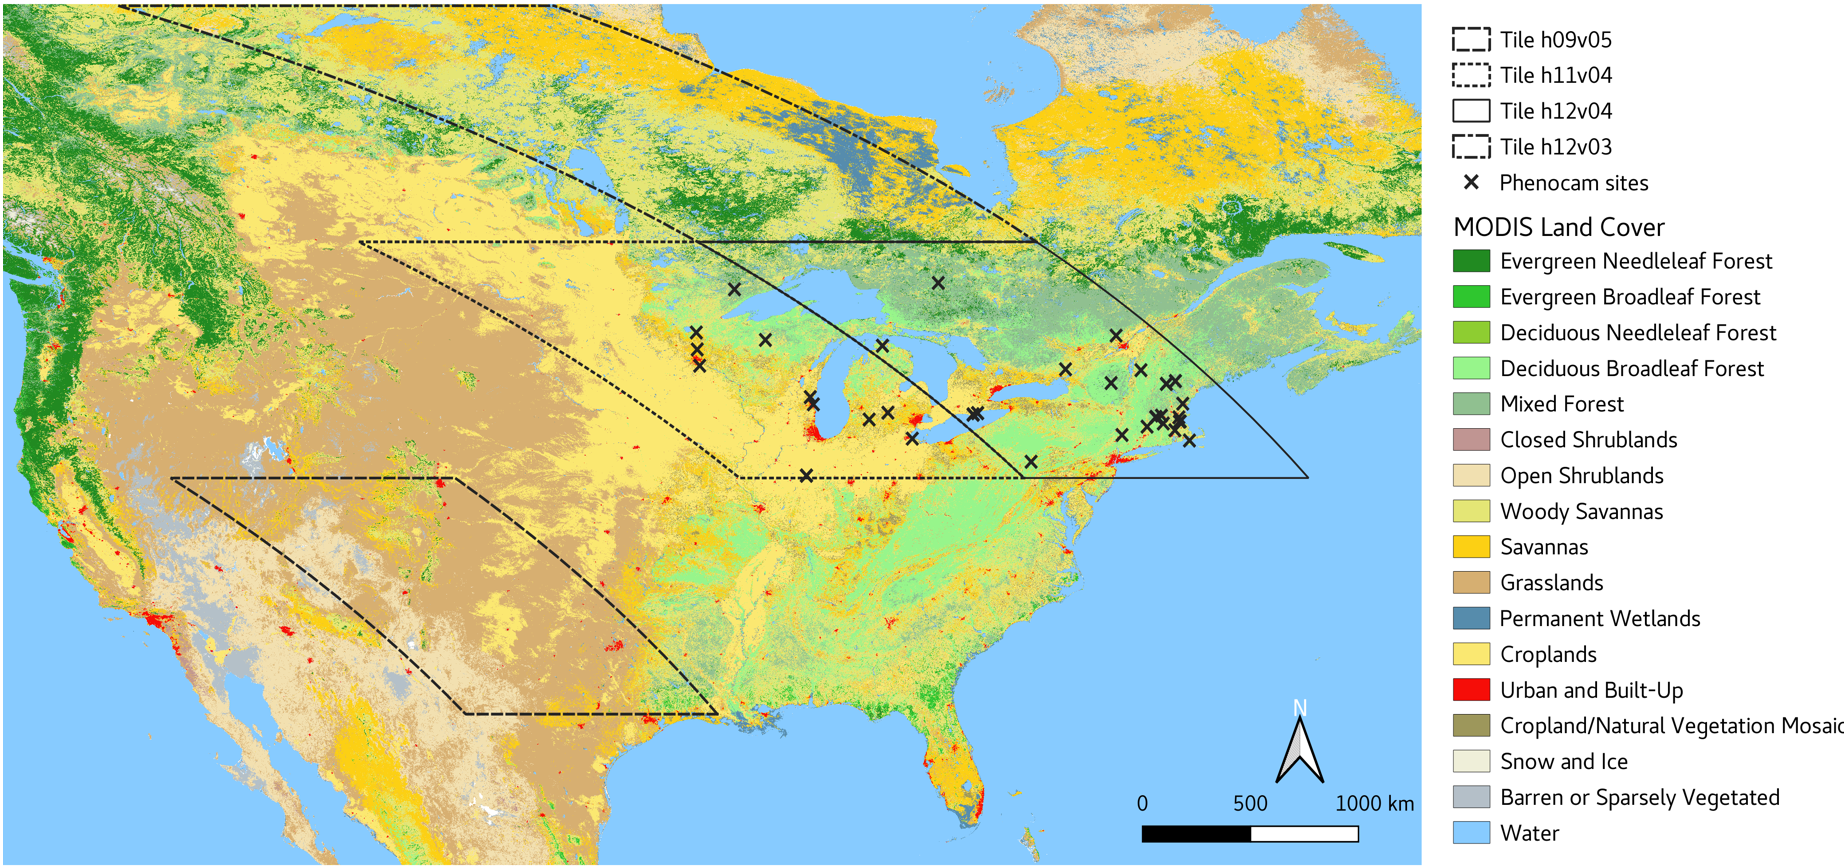 Tile h09v05
Tile h11v04
Tile h12v04
Tile h12v03
Phenocam sites
MODIS Land Cover
Evergreen Needleleaf Forest
Evergreen Broadleaf Forest
Deciduous Needleleaf Forest
Deciduous Broadleaf Forest
Mixed Forest
Closed Shrublands
Open Shrublands
Woody Savannas
Savannas
Grasslands
Permanent Wetlands
Croplands
Urban and Built-Up
Cropland/Natural Vegetation Mosaic
Snow and Ice
Barren or Sparsely Vegetated
Water
N
0 500 1000 km